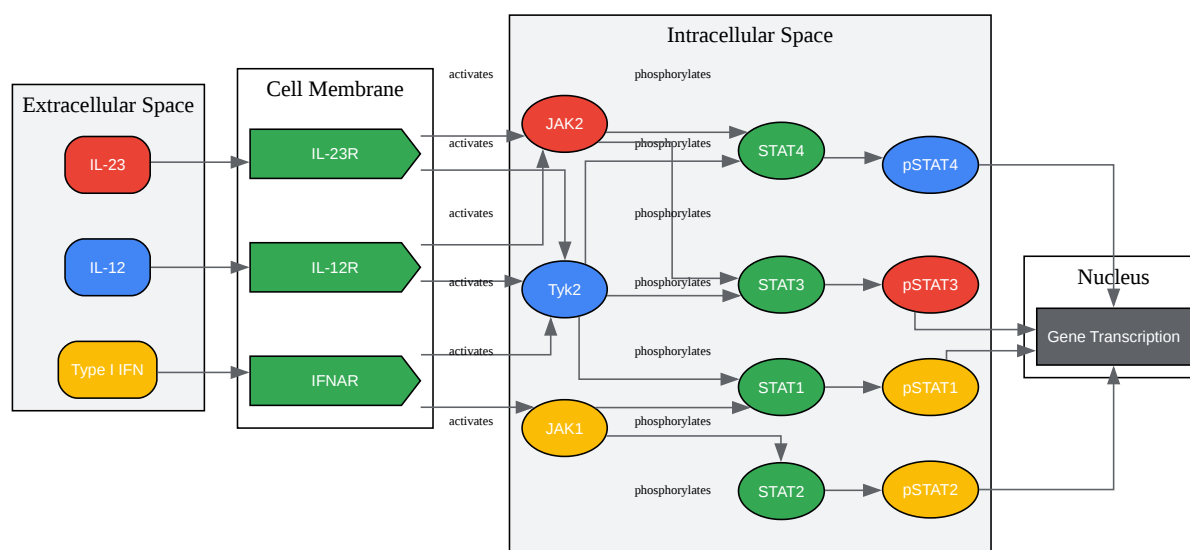 Extracellular Space
IL-23
IL-12
Type I IFN
Cell Membrane
IL-23R
IL-12R
IFNAR
activates
activates
activates
activates
activates
activates
Intracellular Space
phosphorylates
phosphorylates
phosphorylates
phosphorylates
phosphorylates
phosphorylates
phosphorylates
JAK2
Tyk2
JAK1
STAT4
STAT3
STAT1
STAT2
pSTAT4
pSTAT3
pSTAT1
pSTAT2
Nucleus
Gene Transcription